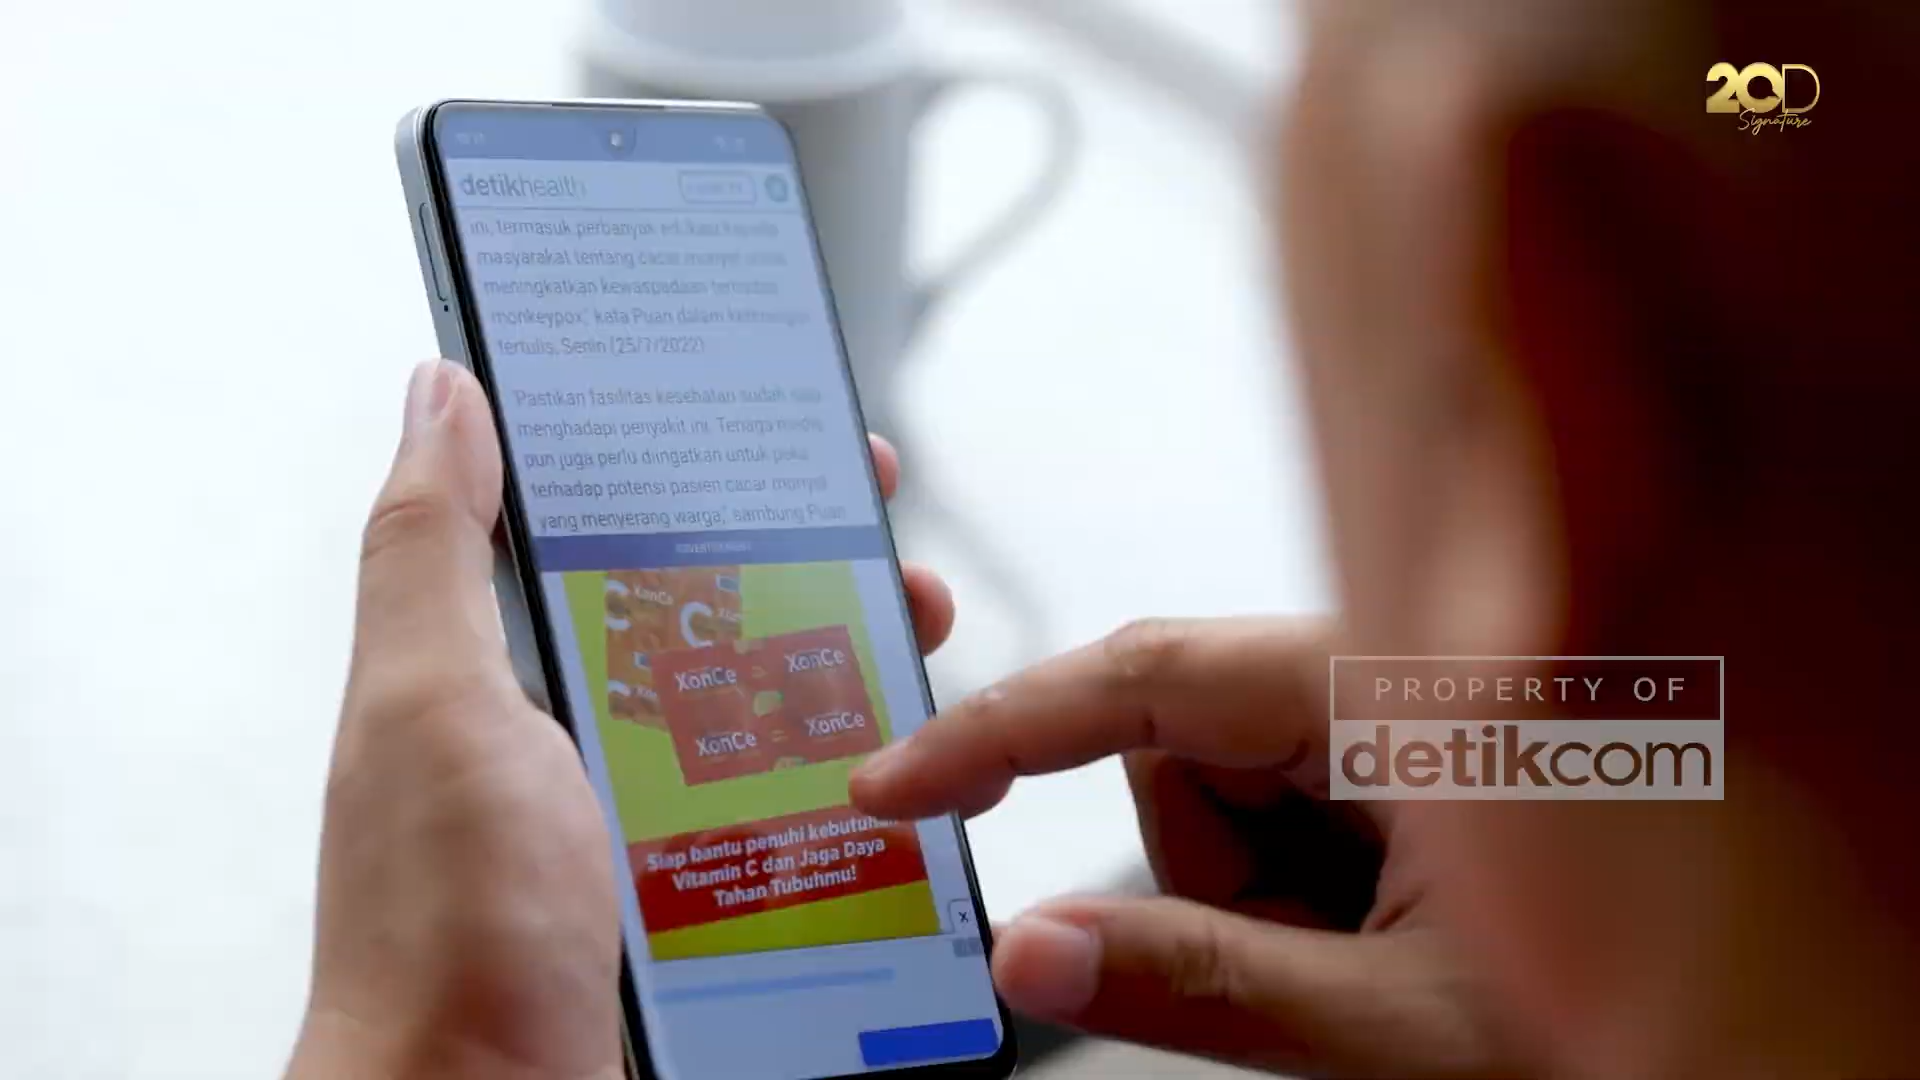 20D
Signature
detikhealth
ini, termasuk perbanyak edukasi kepada
masyarakat tentang cacar monyet untuk
meningkatkan kewaspadaan terhadap
monkeypox," kata Puan dalam keterangan
tertulis, Senin (25/7/2022)
"Pastikan fasilitas kesehatan sudah siap
menghadapi penyakit ini. Tenaga medis
pun juga perlu diingatkan untuk peka
terhadap potensi pasien cacar monyet
yang menyerang warga," sambung Puan
ADVERTISEMENT
XonCe
XonCe
XonCe
XonCe
XonCe
Siap bantu penuhi kebutuhan
Vitamin C dan Jaga Daya
Tahan Tubuhmu!
X
PROPERTY OF
detikcom